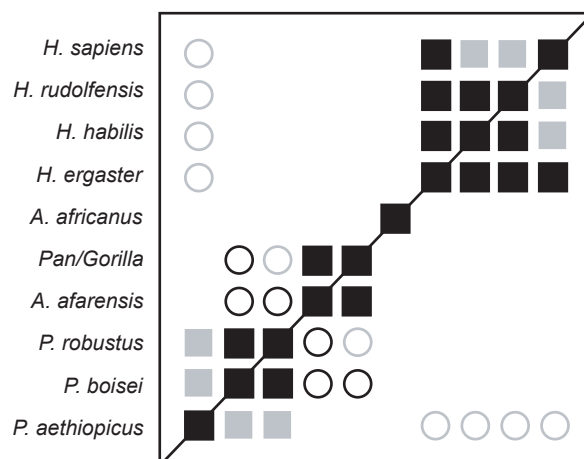 H. sapiens
H. rudolfensis
H. habilis
H. ergaster
A. africanus
Pan/Gorilla
A. afarensis
P. robustus
P. boisei
P. aethiopicus